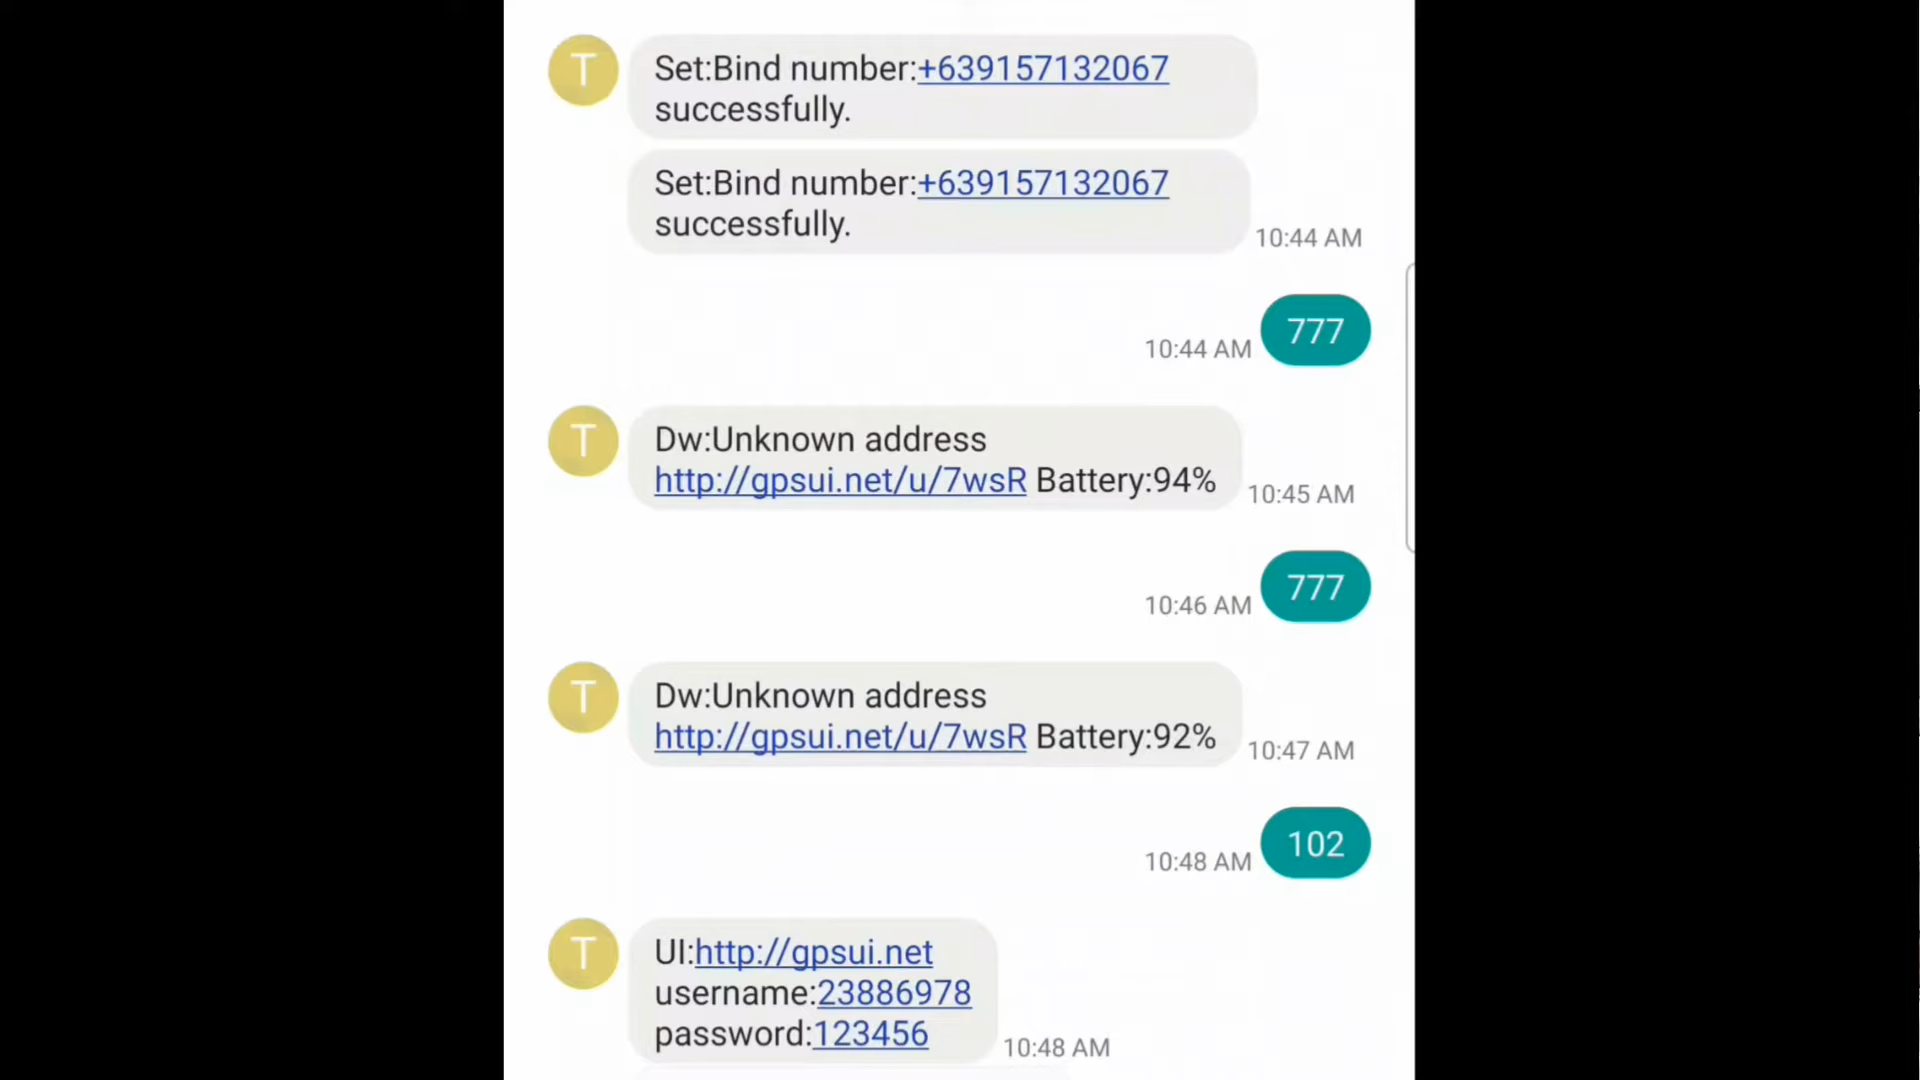 T
Set:Bind number:+639157132067
successfully.
Set:Bind number:+639157132067
successfully.
10:44 AM
777
10:44 AM
T
Dw:Unknown address
http://gpsui.net/u/7wsR Battery:94%
10:45 AM
777
10:46 AM
T
Dw:Unknown address
http://gpsui.net/u/7wsR Battery:92%
10:47 AM
102
10:48 AM
T
UI:http://gpsui.net
username:23886978
password:123456
10:48 AM